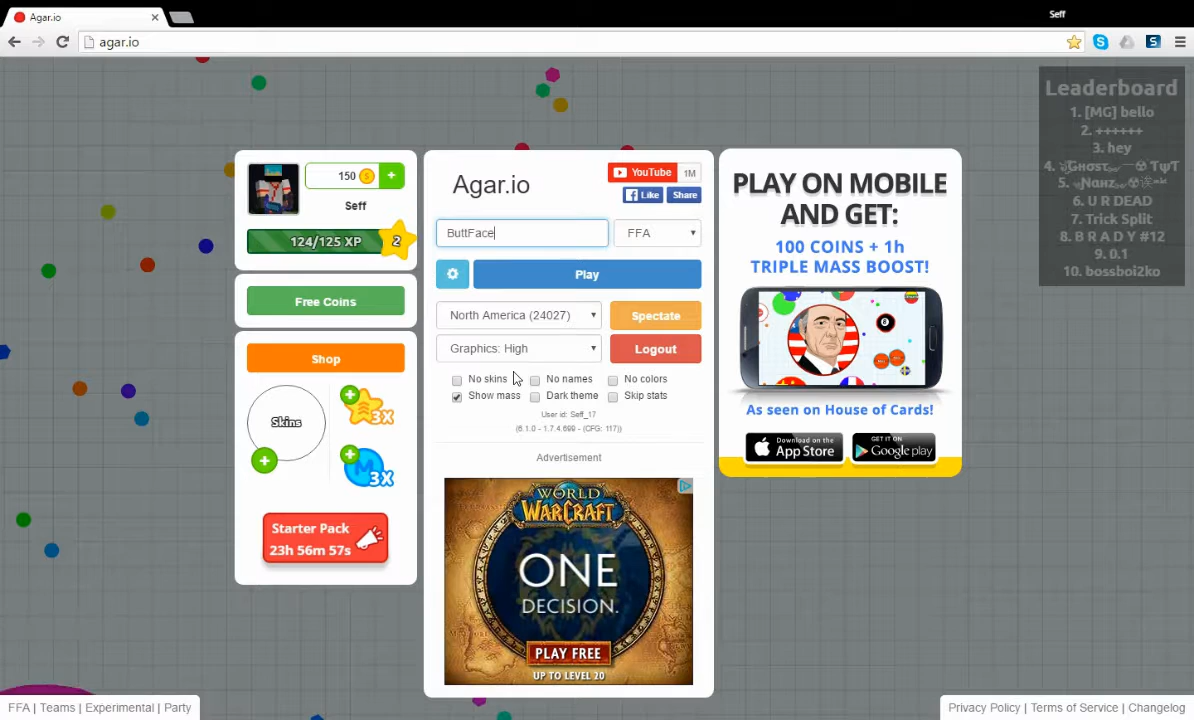 Agar.io
Seff
agar.io
Leaderboard
1. [MG] bello
2. ++++++
3. hey
4.
5.
6. U R DEAD
7. Trick Split
8. B R A D Y #12
9. 0.1
10. bossboi2ko
150
Seff
124/125 XP
2
Free Coins
Shop
Skins
3X
M
3X
Starter Pack
23h 56m 57s
Agar.io
YouTube
1M
Like
Share
ButtFace
FFA
Play
North America (24027)
Spectate
Graphics: High
Logout
No skins
No names
No colors
Show mass
Dark theme
Skip stats
User id: Seff_17
(6.1.0 - 1.7.4.699 - (CFG: 117))
Advertisement
WORLD
OF
WARCRAFT
ONE
DECISION.
PLAY FREE
UP TO LEVEL 20
PLAY ON MOBILE
AND GET:
100 COINS + 1h
TRIPLE MASS BOOST!
8
As seen on House of Cards!
Download on the
App Store
GET IT ON
Google play
FFA | Teams | Experimental | Party
Privacy Policy | Terms of Service | Changelog